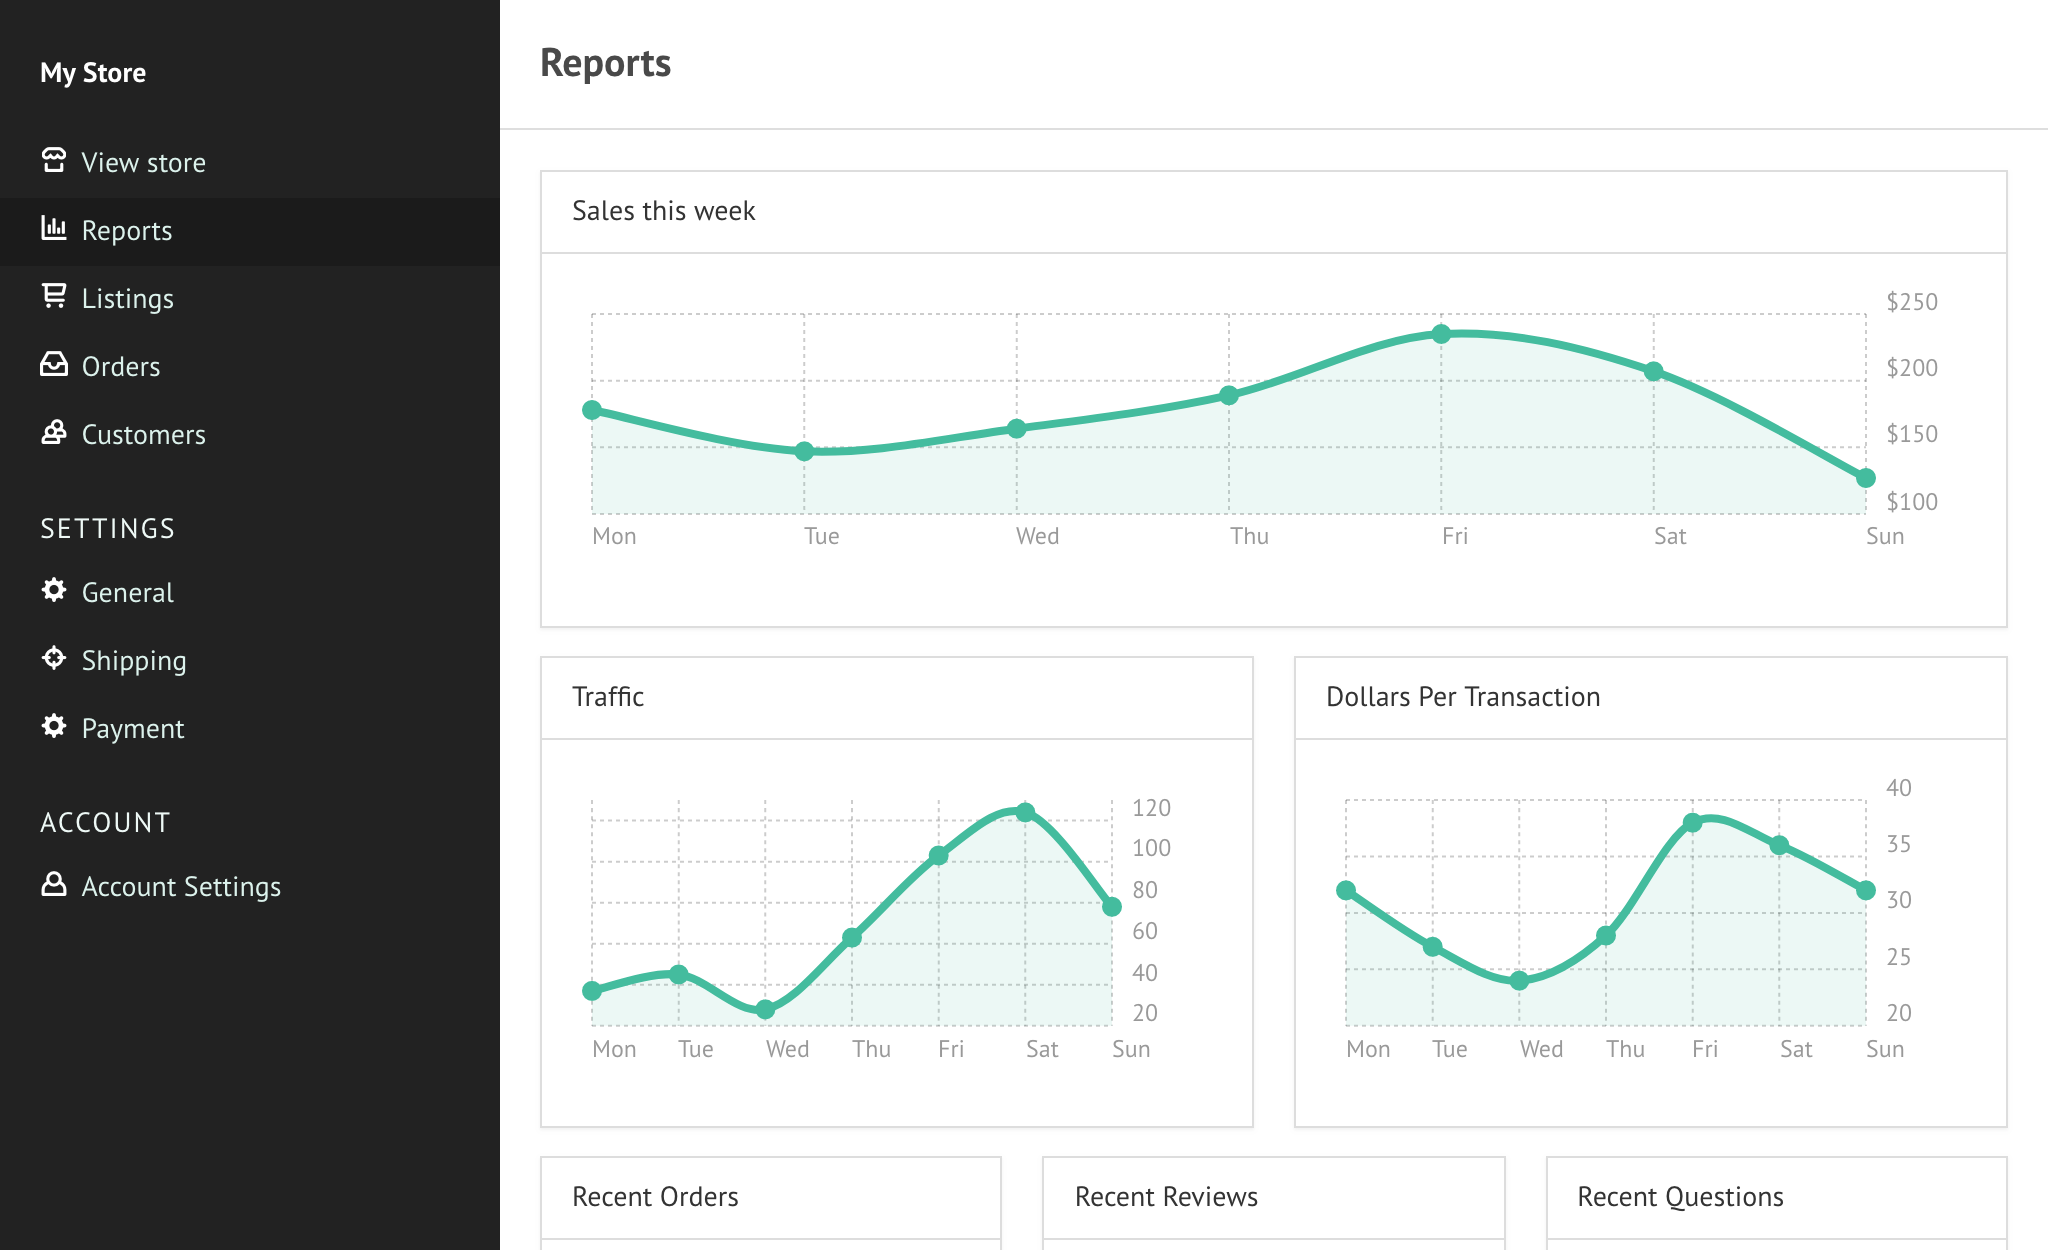 My Store
View store
Reports
Listings
Orders
Customers
SETTINGS
General
Shipping
Payment
ACCOUNT
Account Settings
Reports
Sales this week
$250
$200
$150
$100
Mon Tue Wed Thu Fri Sat Sun
Traffic
120
100
80
60
40
20
Mon Tue Wed Thu Fri Sat Sun
Dollars Per Transaction
40
35
30
25
20
Mon Tue Wed Thu Fri Sat Sun
Recent Orders
Recent Reviews
Recent Questions